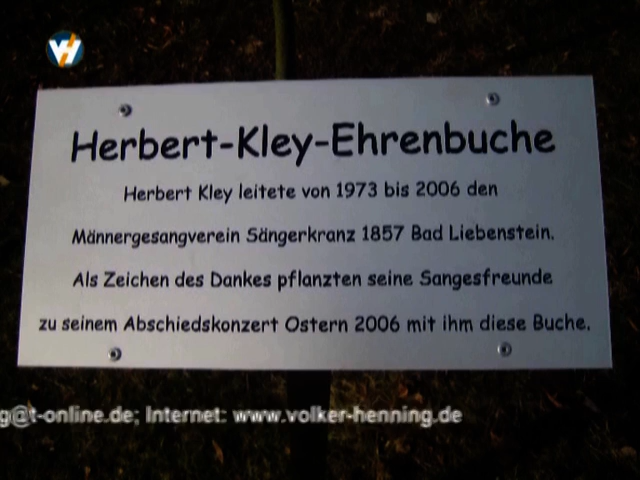 VH
Herbert-Kley-Ehrenbuche
Herbert Kley leitete von 1973 bis 2006 den
Männergesangverein Sängerkranz 1857 Bad Liebenstein.
Als Zeichen des Dankes pflanzten seine Sangesfreunde
zu seinem Abschiedskonzert Ostern 2006 mit ihm diese Buche.
g@t-online.de; Internet: www.volker-henning.de